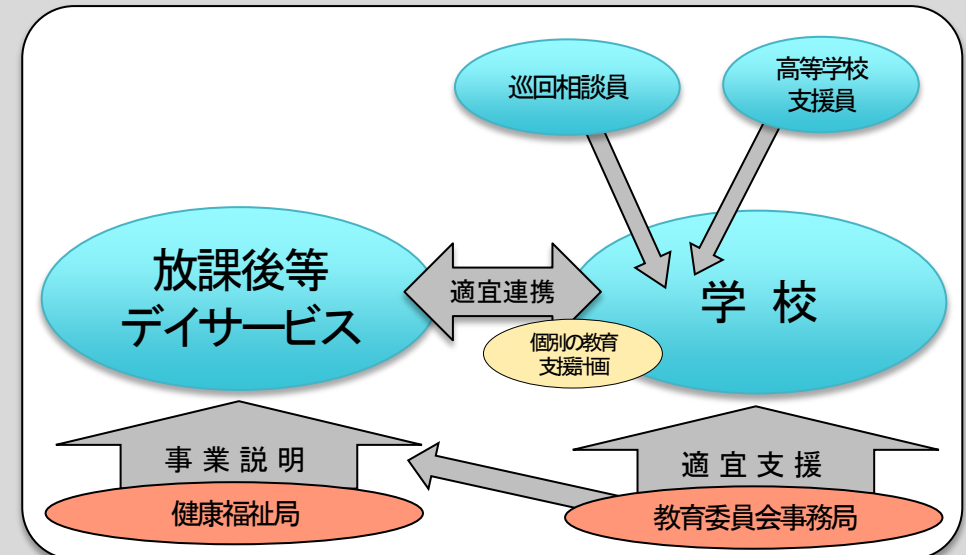 巡回相談員
高等学校
支援員
放課後等
デイサービス
適宜連携
学校
個別の教育
支援計画
事業説明
適宜支援
健康福祉局
教育委員会事務局